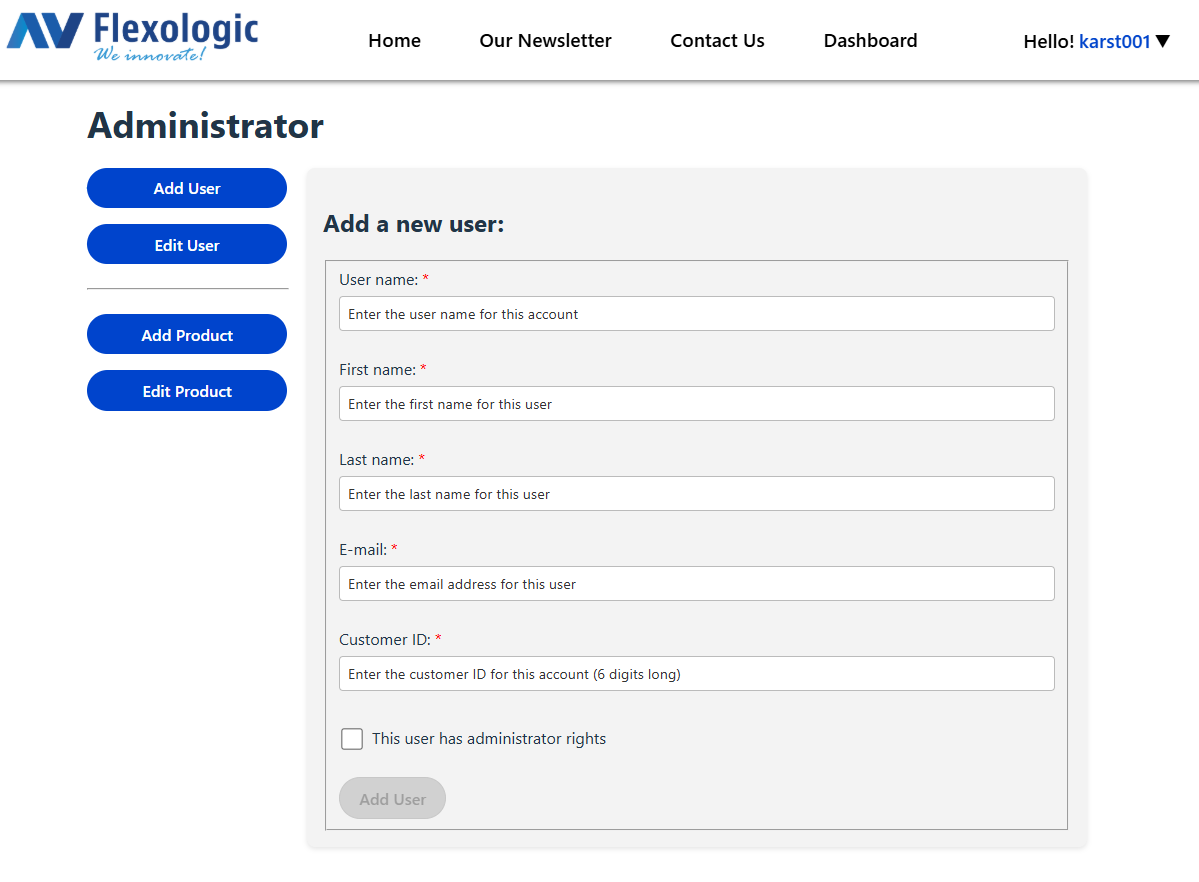 AV Flexologic
We innovate!
Home Our Newsletter Contact Us Dashboard Hello! karst001 ▼
Administrator
Add User
Edit User
Add Product
Edit Product
Add a new user:
User name: *
Enter the user name for this account
First name: *
Enter the first name for this user
Last name: *
Enter the last name for this user
E-mail: *
Enter the email address for this user
Customer ID: *
Enter the customer ID for this account (6 digits long)
This user has administrator rights
Add User